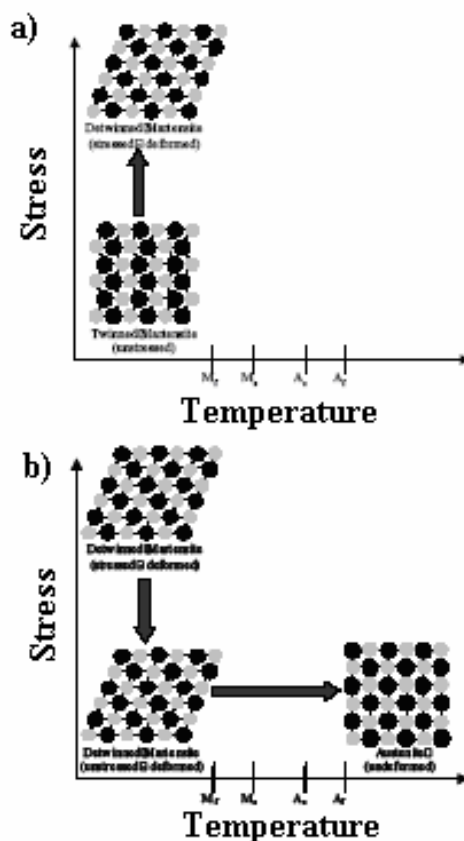 a)
Stress
Detwinned Martensite
(stressed deformed)
Twinned Martensite
(unstressed)
Mf Ms As Af
Temperature
b)
Stress
Detwinned Martensite
(stressed deformed)
Detwinned Martensite
(unstressed deformed)
Austenite
(undeformed)
Mf Ms As Af
Temperature